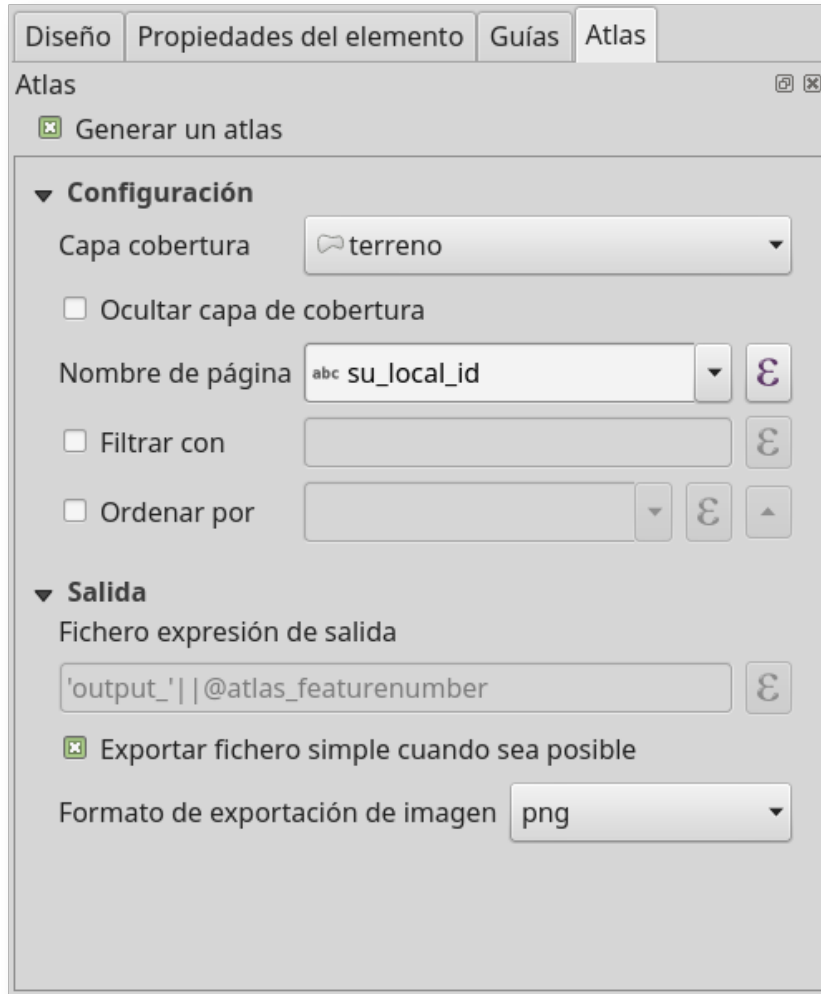 Diseño Propiedades del elemento Guías Atlas
Atlas
Generar un atlas
Configuración
Capa cobertura terreno
Ocultar capa de cobertura
Nombre de página abc su_local_id ε
Filtrar con ε
Ordenar por ε
Salida
Fichero expresión de salida
'output_'||@atlas_featurenumber ε
Exportar fichero simple cuando sea posible
Formato de exportación de imagen png